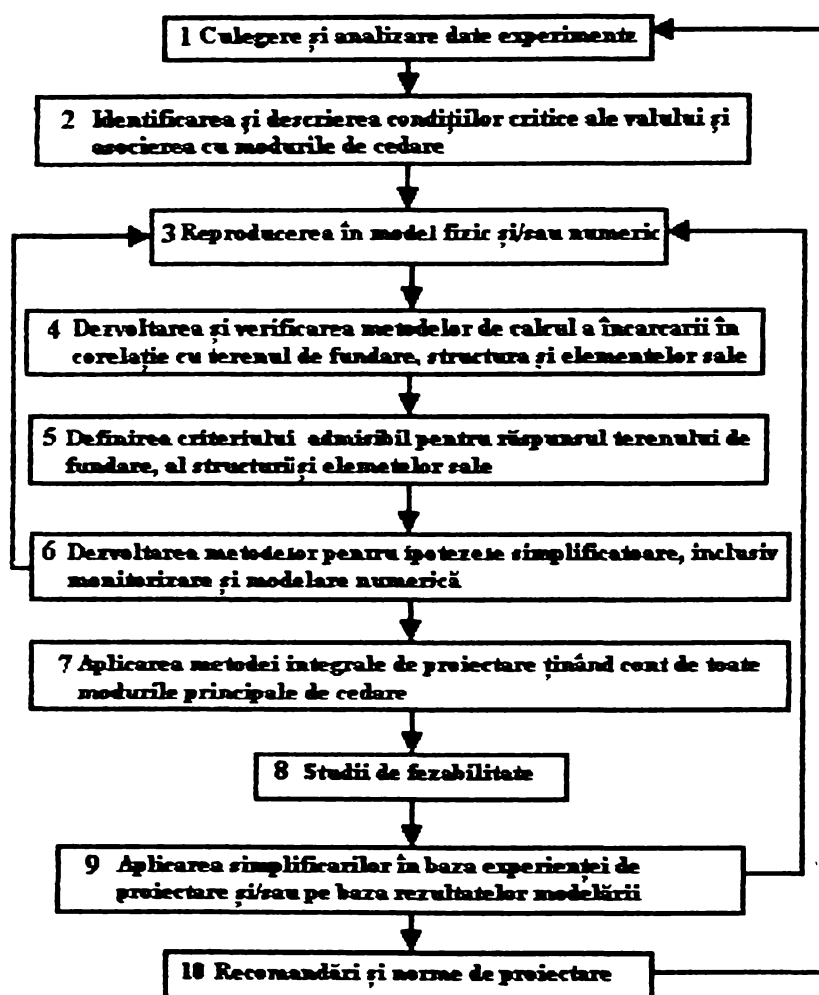 1 Culegere și analizare date experimente
2 Identificarea și descrierea condițiilor critice ale valului și
asocierea cu modurile de cedare
3 Reproducerea în model fizic și/sau numeric
4 Dezvoltarea și verificarea metodelor de calcul a încarcarii în
corelație cu terenul de fundare, structura și elementelor sale
5 Definirea criteriului admisibil pentru răspunsul terenului de
fundare, al structurii și elemetelor sale
6 Dezvoltarea metodelor pentru ipotezele simplificatoare, inclusiv
monitorizare și modelare numerică
7 Aplicarea metodei integrale de proiectare ținând cont de toate
modurile principale de cedare
8 Studii de fezabilitate
9 Aplicarea simplificarilor în baza experienței de
proiectare și/sau pe baza rezultatelor modelării
10 Recomandări și norme de proiectare